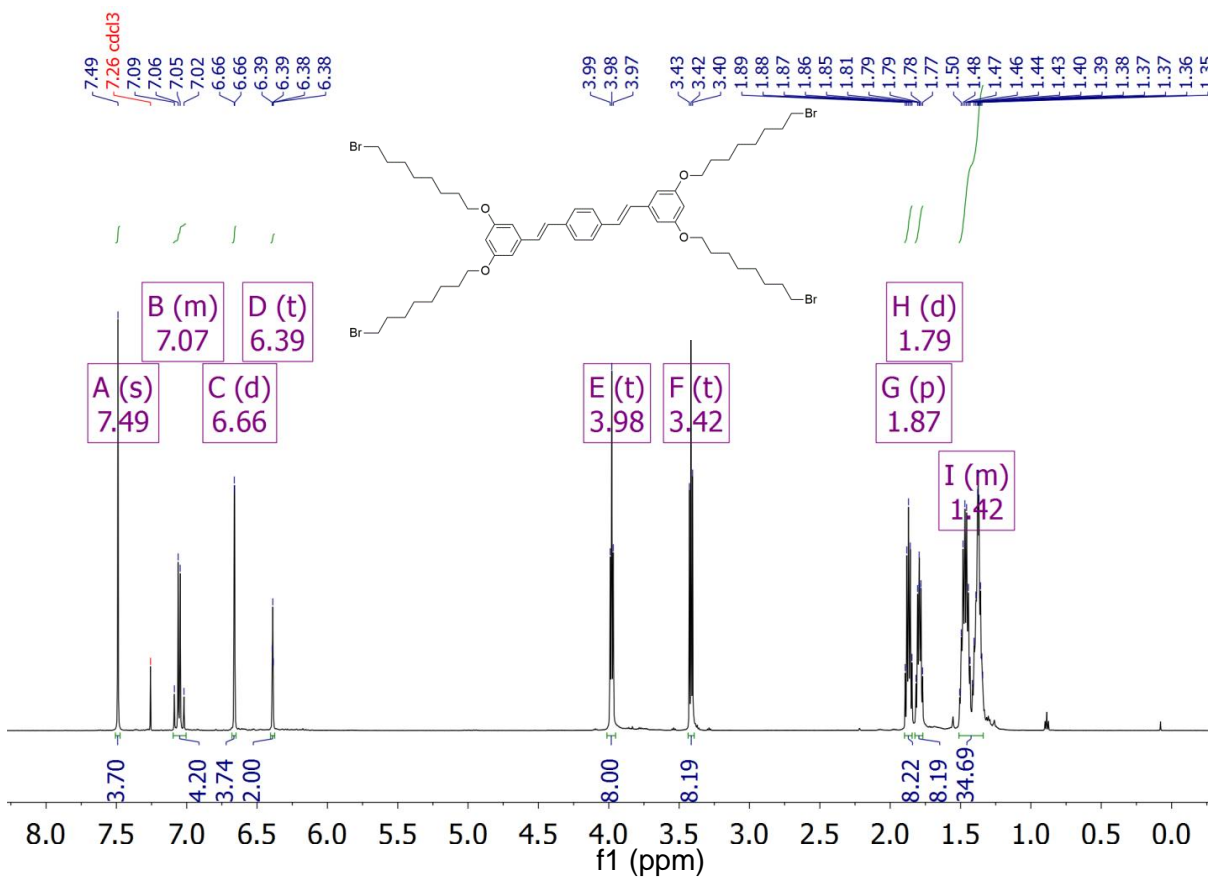 7.49
7.26 cdcl3
7.09
7.06
7.05
7.02
6.66
6.66
6.39
6.39
6.38
6.38
3.99
3.98
3.97
3.43
3.42
3.40
1.89
1.88
1.87
1.86
1.85
1.81
1.79
1.79
1.78
1.77
1.50
1.48
1.47
1.46
1.44
1.43
1.40
1.39
1.38
1.37
1.37
1.36
1.35
Br
Br
O
O
O
O
Br
Br
B (m)
7.07
D (t)
6.39
H (d)
1.79
A (s)
7.49
C (d)
6.66
E (t)
3.98
F (t)
3.42
G (p)
1.87
I (m)
1.42
3.70
4.20
3.74
2.00
8.00
8.19
8.22
8.19
34.69
8.0 7.5 7.0 6.5 6.0 5.5 5.0 4.5 4.0 3.5 3.0 2.5 2.0 1.5 1.0 0.5 0.0
f1 (ppm)